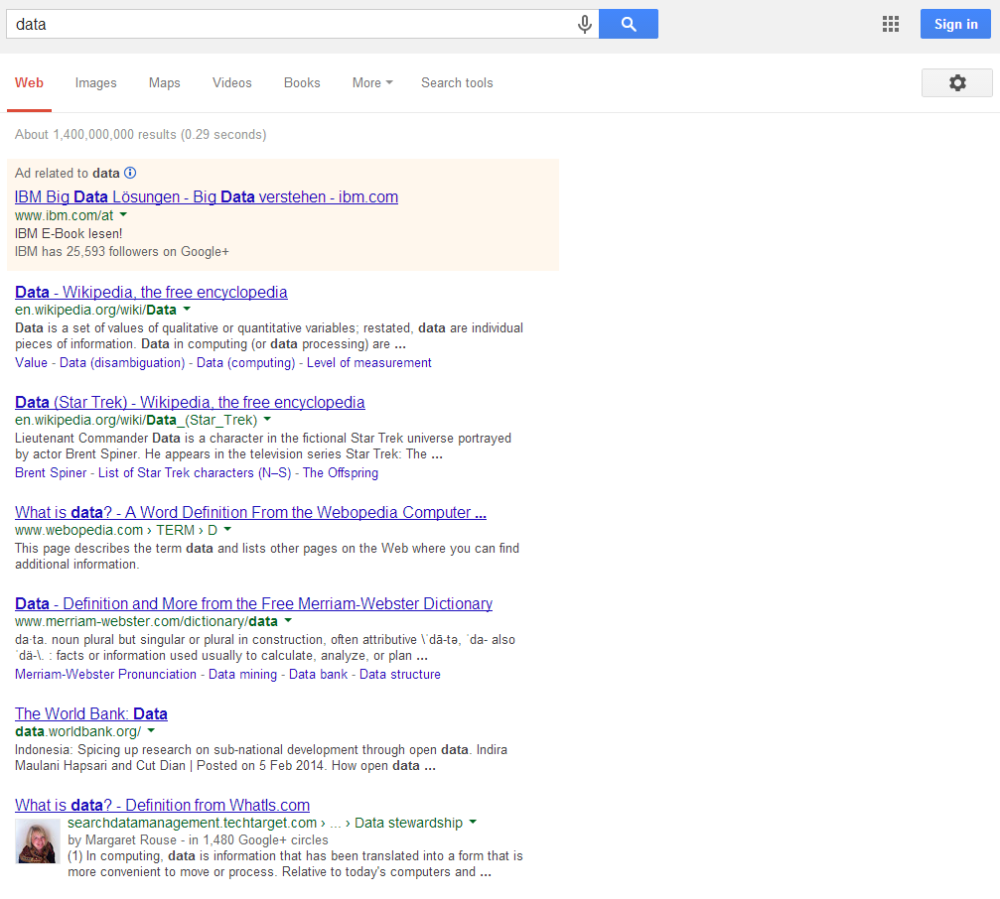 data
Sign in
Web Images Maps Videos Books More Search tools
About 1,400,000,000 results (0.29 seconds)
Ad related to data
IBM Big Data Lösungen - Big Data verstehen - ibm.com
www.ibm.com/at
IBM E-Book lesen!
IBM has 25,593 followers on Google+
Data - Wikipedia, the free encyclopedia
en.wikipedia.org/wiki/Data
Data is a set of values of qualitative or quantitative variables; restated, data are individual
pieces of information. Data in computing (or data processing) are ...
Value - Data (disambiguation) - Data (computing) - Level of measurement
Data (Star Trek) - Wikipedia, the free encyclopedia
en.wikipedia.org/wiki/Data_(Star_Trek)
Lieutenant Commander Data is a character in the fictional Star Trek universe portrayed
by actor Brent Spiner. He appears in the television series Star Trek: The ...
Brent Spiner - List of Star Trek characters (N–S) - The Offspring
What is data? - A Word Definition From the Webopedia Computer ...
www.webopedia.com › TERM › D
This page describes the term data and lists other pages on the Web where you can find
additional information.
Data - Definition and More from the Free Merriam-Webster Dictionary
www.merriam-webster.com/dictionary/data
da·ta. noun plural but singular or plural in construction, often attributive \ˈdā-tə, ˈda- also
ˈdä-\. : facts or information used usually to calculate, analyze, or plan ...
Merriam-Webster Pronunciation - Data mining - Data bank - Data structure
The World Bank: Data
data.worldbank.org/
Indonesia: Spicing up research on sub-national development through open data. Indira
Maulani Hapsari and Cut Dian | Posted on 5 Feb 2014. How open data ...
What is data? - Definition from WhatIs.com
searchdatamanagement.techtarget.com › ... › Data stewardship
by Margaret Rouse - in 1,480 Google+ circles
(1) In computing, data is information that has been translated into a form that is
more convenient to move or process. Relative to today's computers and ...